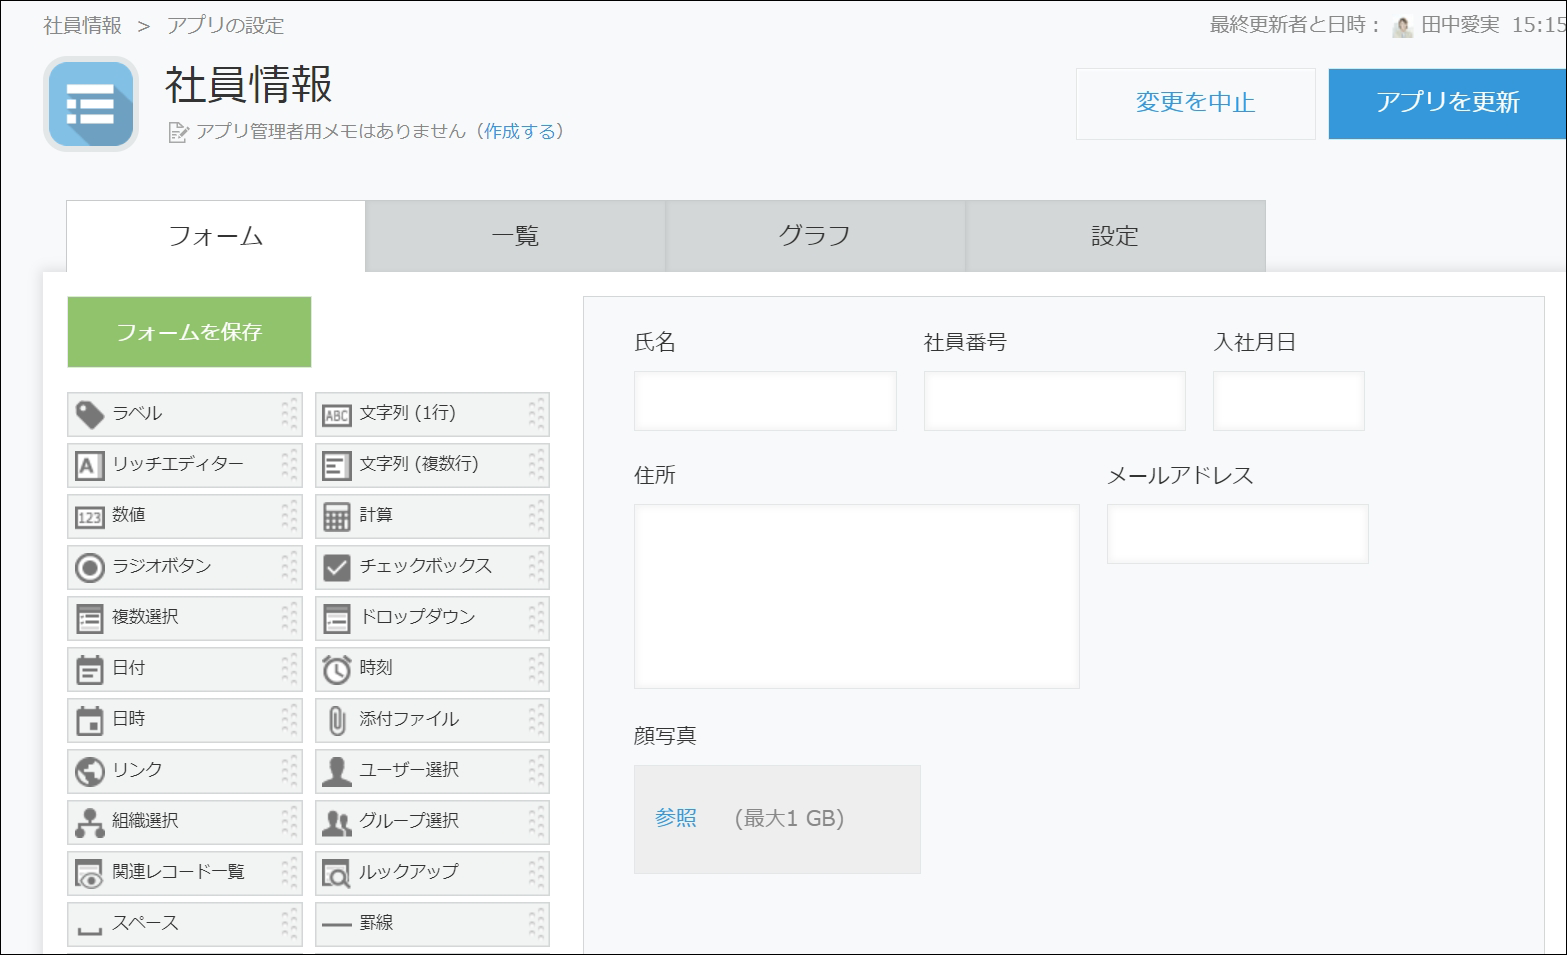 社員情報 > アプリの設定
最終更新者と日時： 田中愛実 15:15
社員情報
アプリ管理者用メモはありません（作成する）
変更を中止
アプリを更新
フォーム
一覧
グラフ
設定
フォームを保存
ラベル
ABC 文字列 (1行)
A リッチエディター
文字列 (複数行)
123 数値
計算
ラジオボタン
チェックボックス
複数選択
ドロップダウン
日付
時刻
日時
添付ファイル
リンク
ユーザー選択
組織選択
グループ選択
関連レコード一覧
ルックアップ
スペース
罫線
氏名
社員番号
入社月日
住所
メールアドレス
顔写真
参照 (最大1 GB)